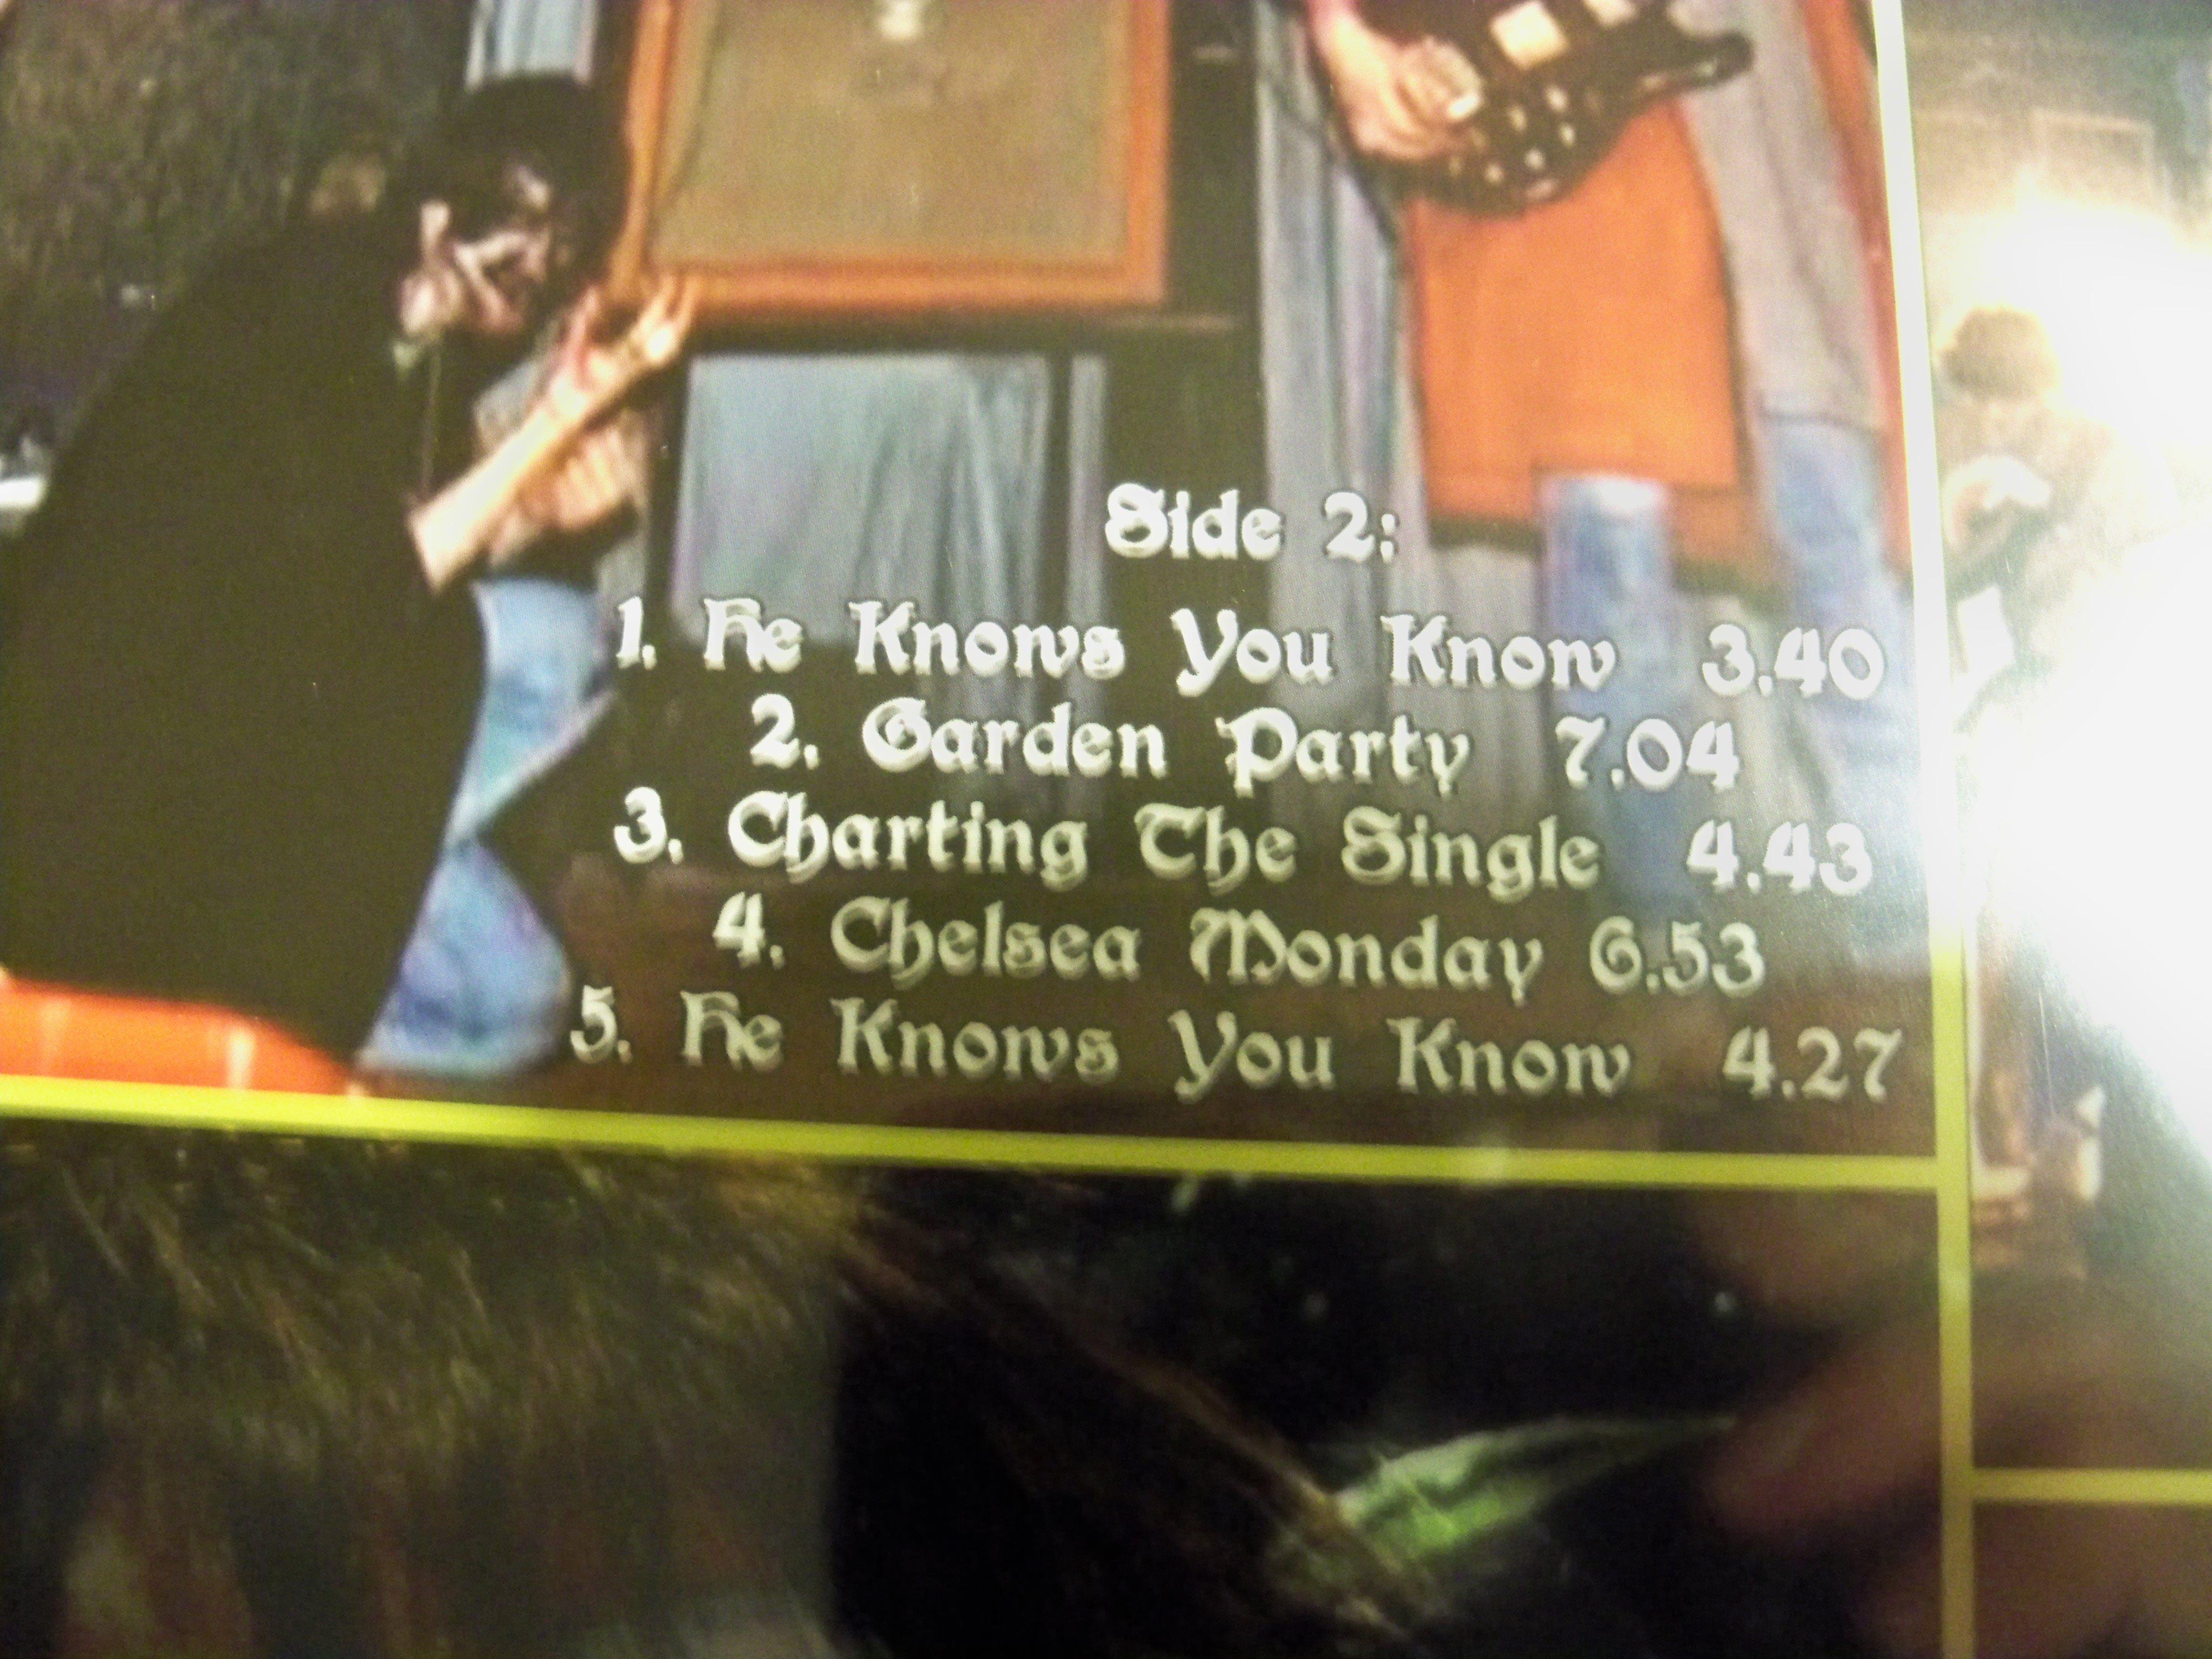 Side 2:
1. He Knows You Know 3.40
2. Garden Party 7.04
3. Charting The Single 4.43
4. Chelsea Monday 6.53
5. He Knows You Know 4.27